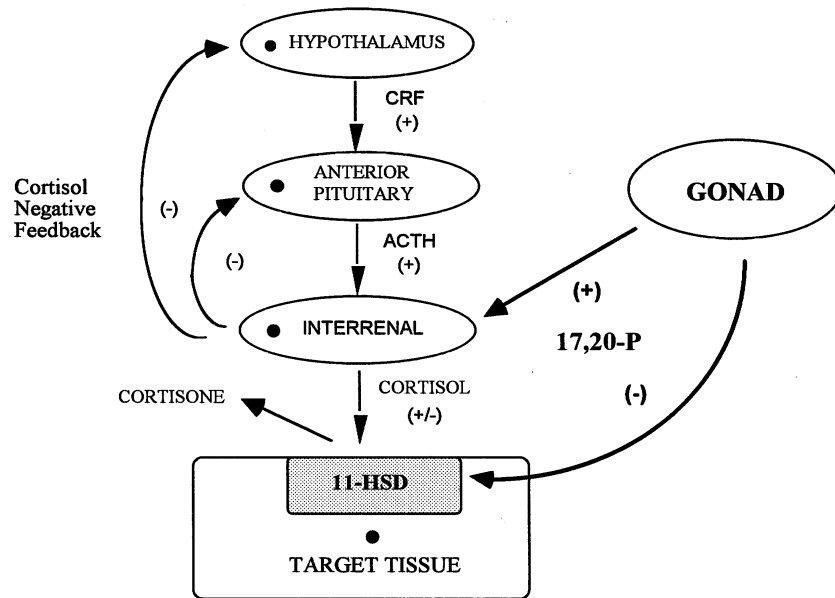 HYPOTHALAMUS
CRF
(+)
ANTERIOR
PITUITARY
GONAD
Cortisol
Negative
Feedback
(-)
(-)
ACTH
(+)
(+)
INTERRENAL
17,20-P
CORTISONE
CORTISOL
(+/-)
(-)
11-HSD
TARGET TISSUE